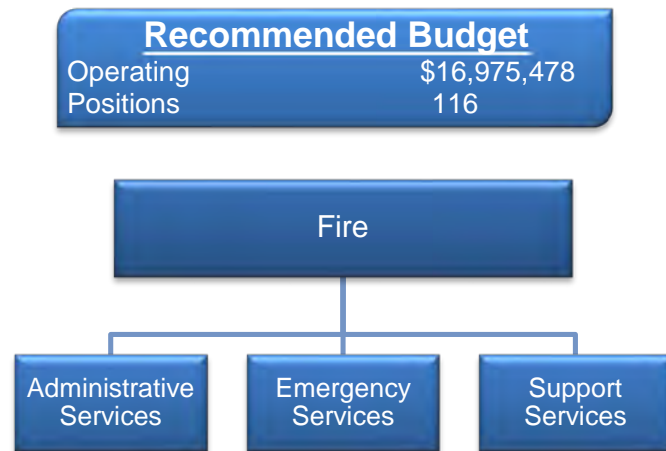 Recommended Budget
Operating $16,975,478
Positions 116
Fire
Administrative
Services
Emergency
Services
Support
Services